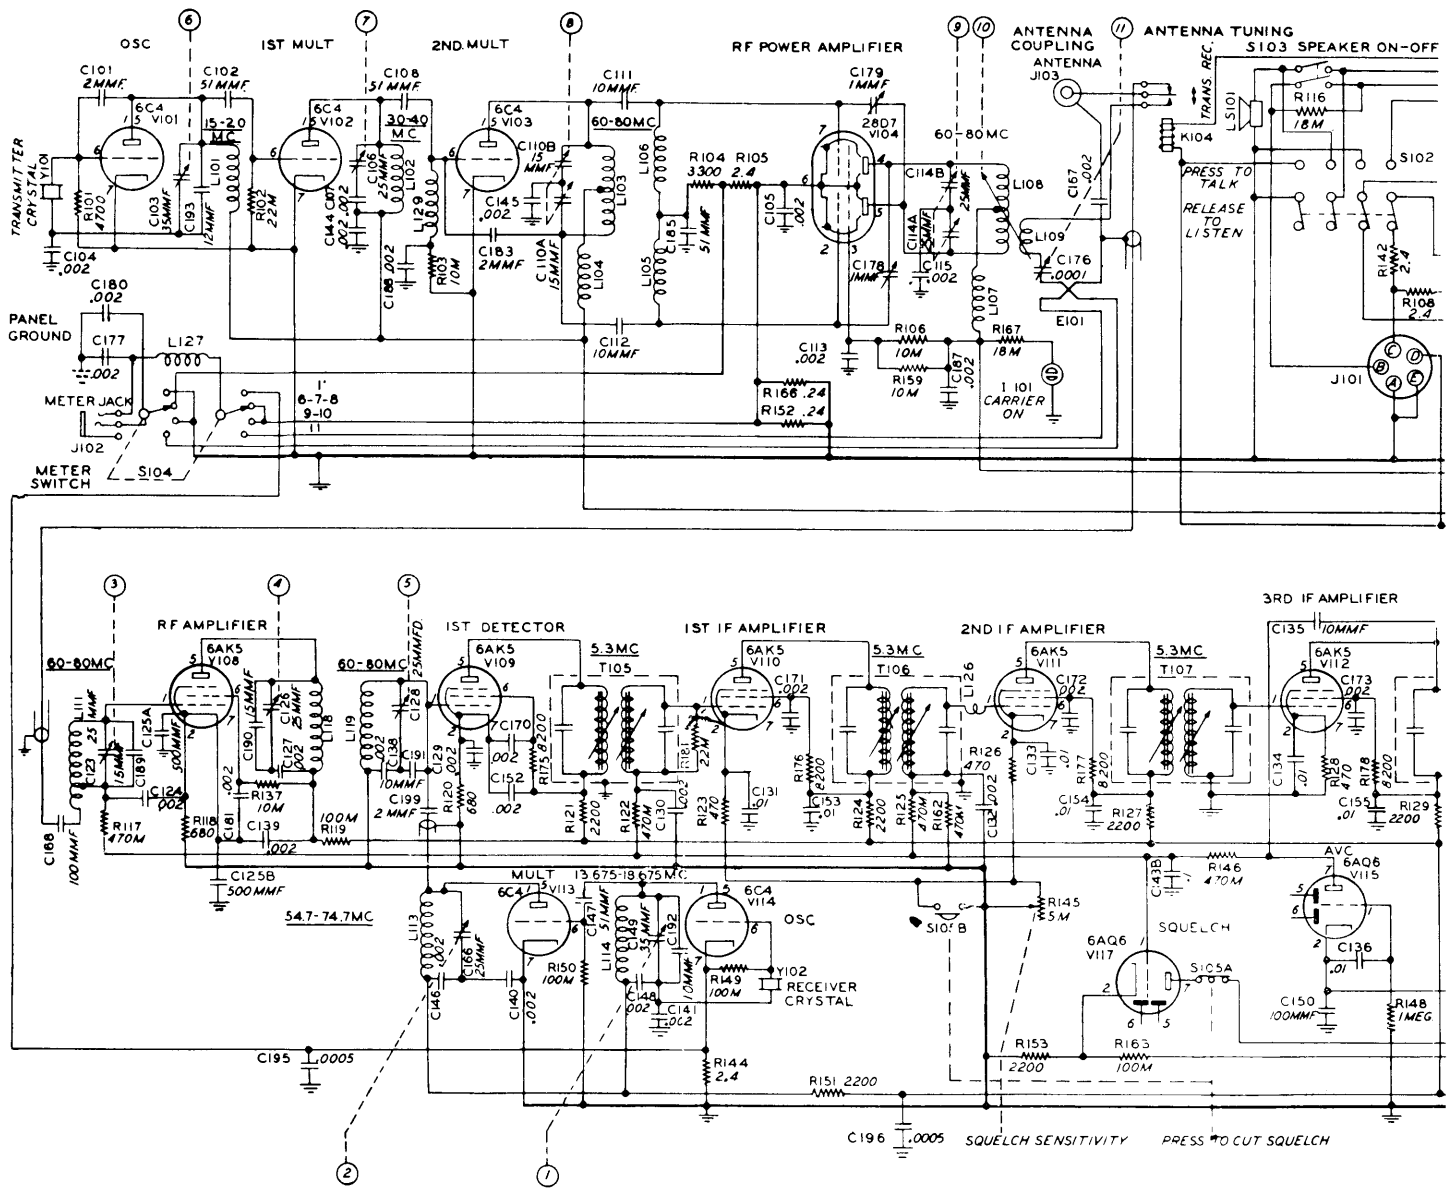 6
7
8
9
10
11
OSC
1ST MULT
2ND. MULT
RF POWER AMPLIFIER
ANTENNA
COUPLING
ANTENNA
J103
ANTENNA TUNING
TRANS. REC.
S103 SPEAKER ON-OFF
C101
2MMF
C102
51 MMF
C108
51 MMF
C111
10MMF
C179
1MMF
28D7
V104
6C4
V101
15-20
MC
6C4
V102
30-40
MC
6C4
V103
60-80MC
60-80MC
LS101
R116
18M
K104
S102
PRESS TO
TALK
RELEASE
TO
LISTEN
TRANSMITTER
CRYSTAL
Y101
R101
4700
C103
35MMF
C193
12MMF
L101
R102
22M
C106
25MMF
L102
C107
.002
C144
.002
L129
C188 .002
R103
10M
C110B
15
MMF
C145
.002
C183
2MMF
C110A
15MMF
L103
L104
L106
L105
C185
51 MMF
R104
3300
R105
2.4
C105
.002
C114B
25MMF
C114A
C178
1MMF
C115
.002
L107
L108
L109
C167
.002
C176
.0001
E101
R142
2.4
R108
2.4
C104
.002
C180
.002
PANEL
GROUND
C177
.002
L127
METER JACK
J102
METER
SWITCH
S104
6-7-8
9-10
11
C112
10MMF
C113
.002
R106
10M
R159
10M
C187
.002
R167
18M
I 101
CARRIER
ON
R166 .24
R152 .24
J101
A
B
C
D
E
3
4
5
RF AMPLIFIER
1ST DETECTOR
1ST IF AMPLIFIER
2ND IF AMPLIFIER
3RD IF AMPLIFIER
60-80MC
6AK5
V108
60-80MC
6AK5
V109
5.3MC
T105
6AK5
V110
5.3MC
T106
6AK5
V111
5.3MC
T107
6AK5
V112
C135
10MMF
L111
C123
25 MMF
C189
15MMF
C125A
500MMF
C124
.002
C190
15MMF
C126
25MMF
C127
.002
L118
L119
C128
25MMFD.
C138
.002
C191
10MMF
C129
.002
C199
2 MMF
R120
680
C170
.002
C152
.002
R175
8200
R121
2200
R122
470M
C130
.002
R181
22M
R123
470
C171
.002
C131
.01
R176
8200
C153
.01
R124
2200
R125
470M
R162
470M
C132
.002
L126
R126
470
C133
.01
C172
.002
R177
8200
C154
.01
R127
2200
C134
.01
R128
470
C173
.002
R178
8200
C155
.01
R129
2200
C168
100MMF
R117
470M
R118
680
C181
.002
R137
10M
C139
.002
100M
R119
C125B
500MMF
54.7-74.7MC
MULT
6C4
V113
13.675-18.675MC
6C4
V114
OSC
L113
C146
.002
C166
25MMF
C140
.002
R150
100M
C147
51MMF
L114
C149
35MMF
C192
10MMF
C148
.002
C141
.002
R149
100M
Y102
RECEIVER
CRYSTAL
S105B
R145
5M
C143B
R146
470M
AVC
6AQ6
V115
C136
.01
C150
100MMF
R148
1MEG.
SQUELCH
6AQ6
V117
S105A
R153
2200
R163
100M
C195
.0005
R144
2.4
R151 2200
C196
.0005
SQUELCH SENSITIVITY
PRESS TO CUT SQUELCH
2
1